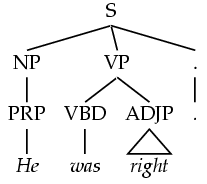 S
NP VP .
PRP VBD ADJP .
He was right